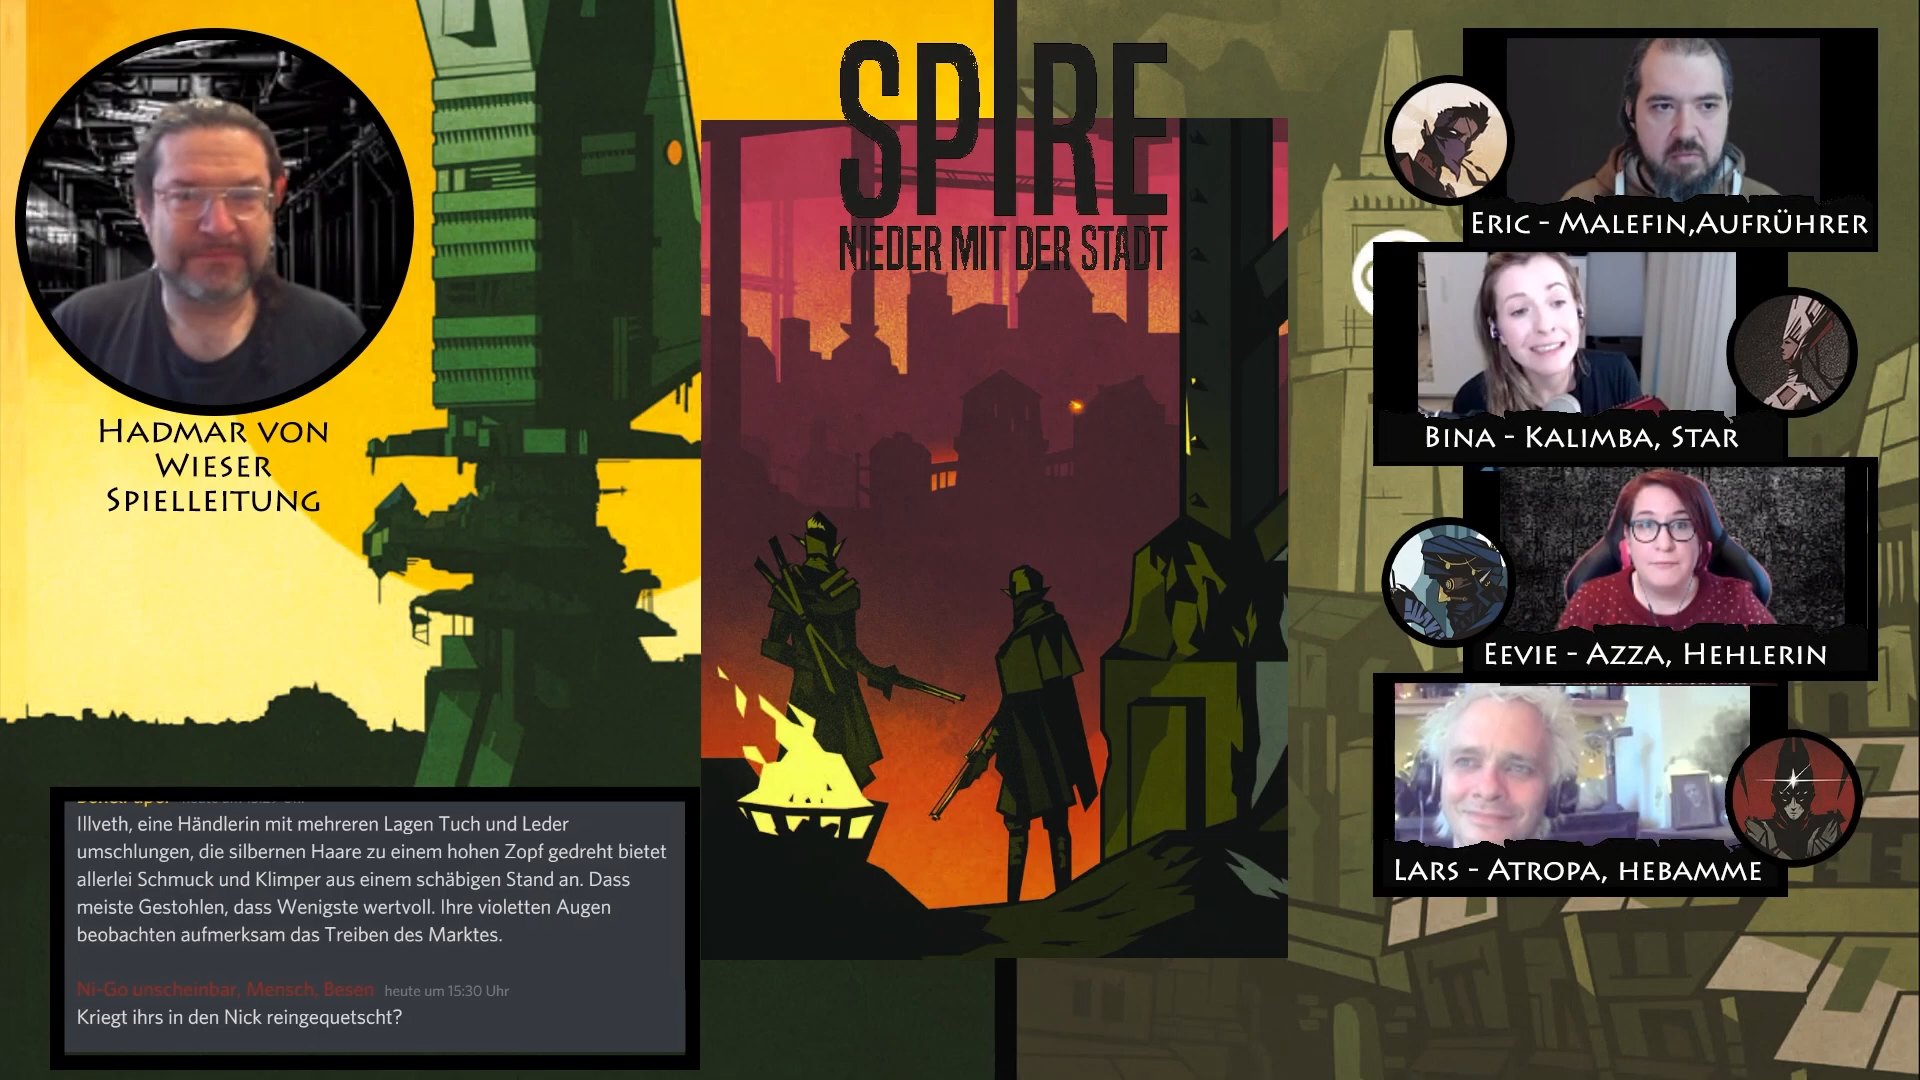 SPIRE
NIEDER MIT DER STADT
HADMAR VON
WIESER
SPIELLEITUNG
ERIC - MALEFIN,AUFRÜHRER
BINA - KALIMBA, STAR
EEVIE - AZZA, HEHLERIN
LARS - ATROPA, HEBAMME
Illveth, eine Händlerin mit mehreren Lagen Tuch und Leder
umschlungen, die silbernen Haare zu einem hohen Zopf gedreht bietet
allerlei Schmuck und Klimper aus einem schäbigen Stand an. Dass
meiste Gestohlen, dass Wenigste wertvoll. Ihre violetten Augen
beobachten aufmerksam das Treiben des Marktes.
Ni-Go unscheinbar, Mensch, Besen heute um 15:30 Uhr
Kriegt ihrs in den Nick reingequetscht?